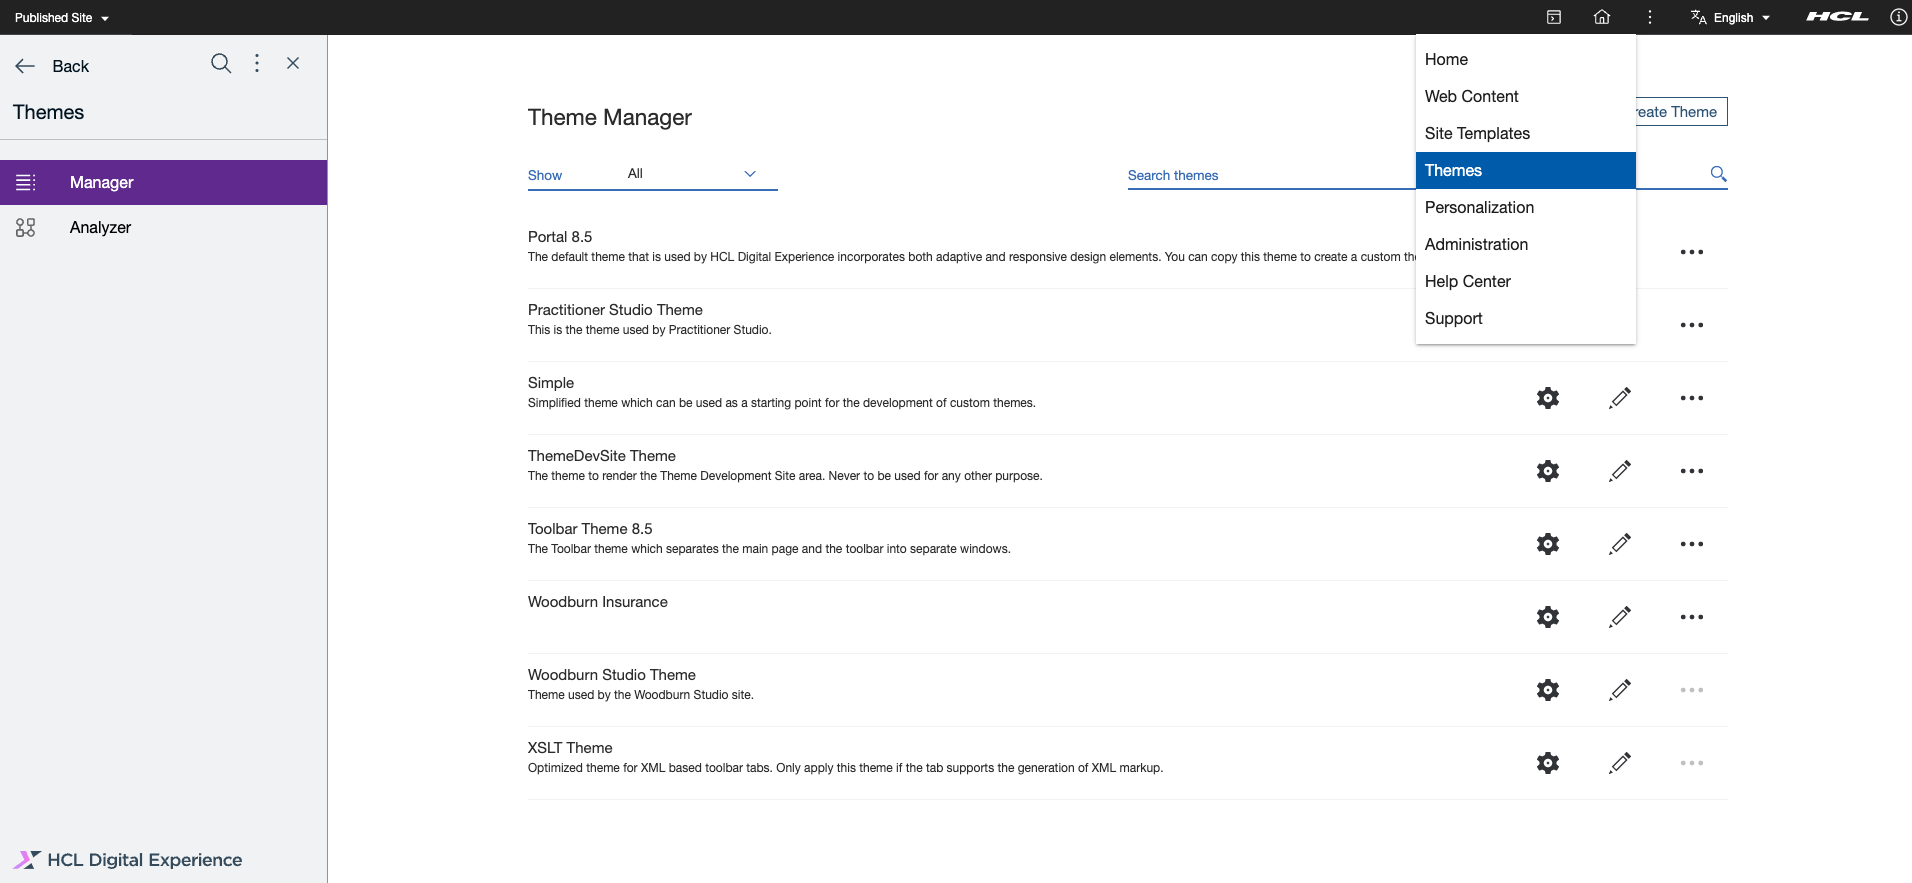 Published Site
English
HCL
Back
Themes
Manager
Analyzer
Theme Manager
reate Theme
Show
All
Search themes
Home
Web Content
Site Templates
Themes
Personalization
Administration
Help Center
Support
Portal 8.5
The default theme that is used by HCL Digital Experience incorporates both adaptive and responsive design elements. You can copy this theme to create a custom
Practitioner Studio Theme
This is the theme used by Practitioner Studio.
Simple
Simplified theme which can be used as a starting point for the development of custom themes.
ThemeDevSite Theme
The theme to render the Theme Development Site area. Never to be used for any other purpose.
Toolbar Theme 8.5
The Toolbar theme which separates the main page and the toolbar into separate windows.
Woodburn Insurance
Woodburn Studio Theme
Theme used by the Woodburn Studio site.
XSLT Theme
Optimized theme for XML based toolbar tabs. Only apply this theme if the tab supports the generation of XML markup.
HCL Digital Experience